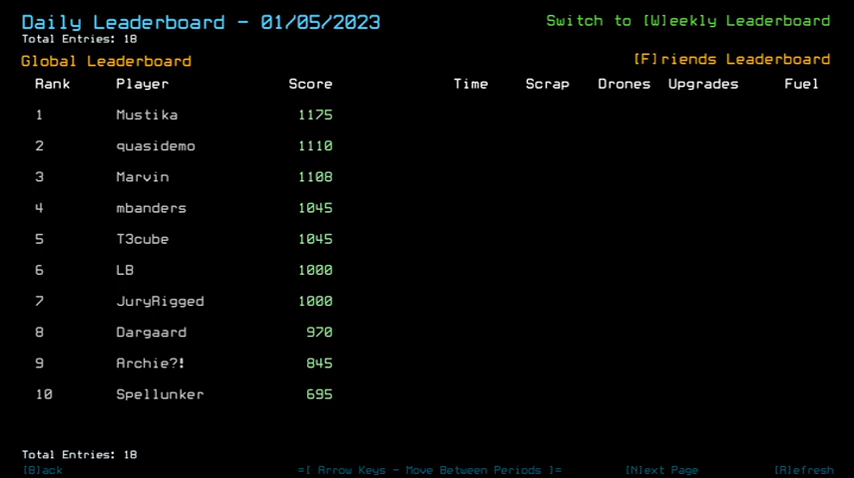 Daily Leaderboard - 01/05/2023 Switch to [W]eekly Leaderboard
Total Entries: 18
Global Leaderboard [F]riends Leaderboard
Rank Player Score Time Scrap Drones Upgrades Fuel
1 Mustika 1175
2 quasidemo 1110
3 Marvin 1108
4 mbanders 1045
5 T3cube 1045
6 LB 1000
7 JuryRigged 1000
8 Dargaard 970
9 Archie?! 845
10 Spellunker 695
Total Entries: 18
[B]ack =[ Arrow Keys - Move Between Periods ]= [N]ext Page [R]efresh